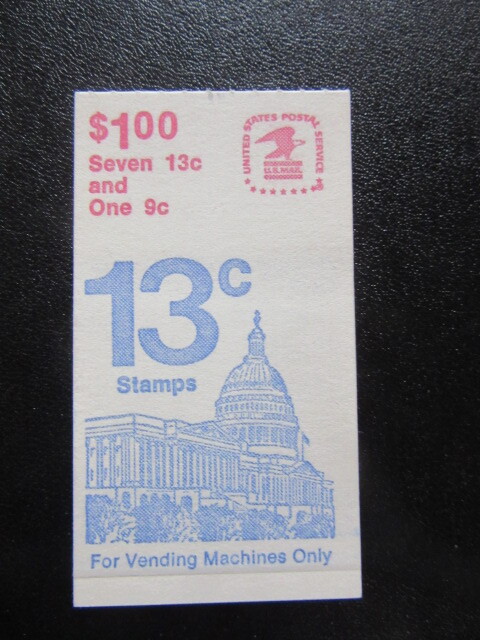 $1.00
Seven 13c
and
One 9c
UNITED STATES POSTAL SERVICE
U.S.MAIL
13c
Stamps
For Vending Machines Only